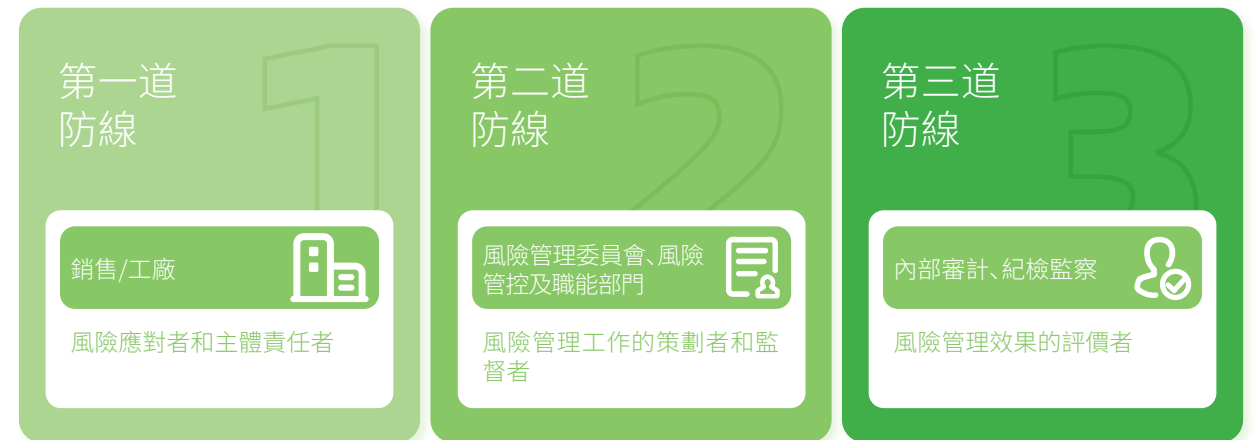 第一道
防線
1
銷售/工廠
風險應對者和主體責任者
第二道
防線
2
風險管理委員會、風險
管控及職能部門
風險管理工作的策劃者和監
督者
第三道
防線
3
內部審計、紀檢監察
風險管理效果的評價者